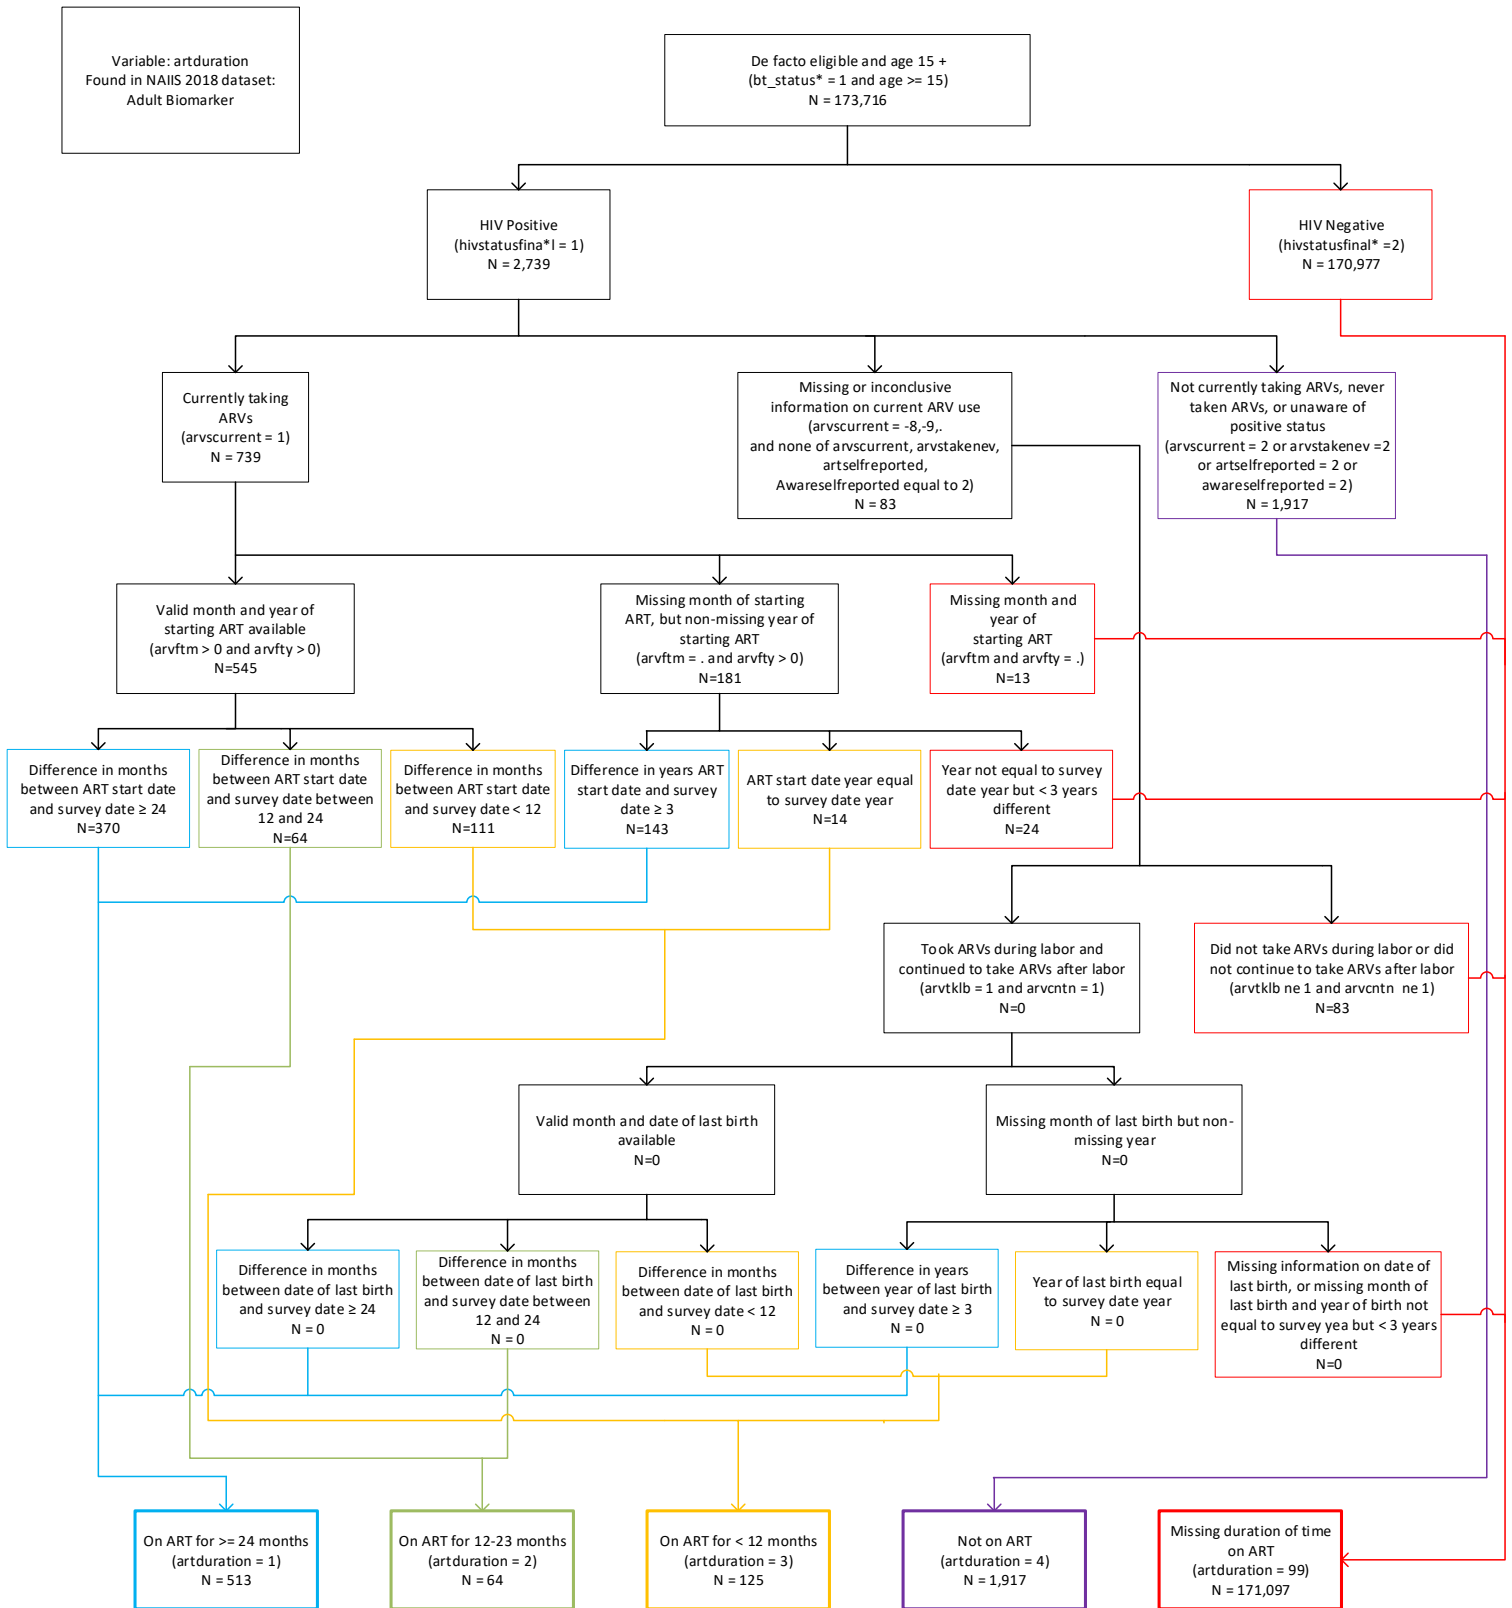 Variable: artduration
Found in NAIIS 2018 dataset:
Adult Biomarker
De facto eligible and age 15 +
(bt_status* = 1 and age >= 15)
N = 173,716
HIV Positive
(hivstatusfina*l = 1)
N = 2,739
HIV Negative
(hivstatusfinal* =2)
N = 170,977
Currently taking
ARVs
(arvscurrent = 1)
N = 739
Missing or inconclusive
information on current ARV use
(arvscurrent = -8,-9,.
and none of arvscurrent, arvstakenev,
artselfreported,
Awareselfreported equal to 2)
N = 83
Not currently taking ARVs, never
taken ARVs, or unaware of
positive status
(arvscurrent = 2 or arvstakenev =2
or artselfreported = 2 or
awareselfreported = 2)
N = 1,917
Valid month and year of
starting ART available
(arvftm > 0 and arvfty > 0)
N=545
Missing month of starting
ART, but non-missing year of
starting ART
(arvftm = . and arvfty > 0)
N=181
Missing month and
year of
starting ART
(arvftm and arvfty = .)
N=13
Difference in months
between ART start date
and survey date ≥ 24
N=370
Difference in months
between ART start date
and survey date between
12 and 24
N=64
Difference in months
between ART start date
and survey date < 12
N=111
Difference in years ART
start date and survey
date ≥ 3
N=143
ART start date year equal
to survey date year
N=14
Year not equal to survey
date year but < 3 years
different
N=24
Took ARVs during labor and
continued to take ARVs after labor
(arvtklb = 1 and arvcntn = 1)
N=0
Did not take ARVs during labor or did
not continue to take ARVs after labor
(arvtklb ne 1 and arvcntn ne 1)
N=83
Valid month and date of last birth
available
N=0
Missing month of last birth but non-
missing year
N=0
Difference in months
between date of last birth
and survey date ≥ 24
N = 0
Difference in months
between date of last birth
and survey date between
12 and 24
N = 0
Difference in months
between date of last birth
and survey date < 12
N = 0
Difference in years
between year of last birth
and survey date ≥ 3
N = 0
Year of last birth equal
to survey date year
N = 0
Missing information on date of
last birth, or missing month of
last birth and year of birth not
equal to survey yea but < 3 years
different
N=0
On ART for >= 24 months
(artduration = 1)
N = 513
On ART for 12-23 months
(artduration = 2)
N = 64
On ART for < 12 months
(artduration = 3)
N = 125
Not on ART
(artduration = 4)
N = 1,917
Missing duration of time
on ART
(artduration = 99)
N = 171,097